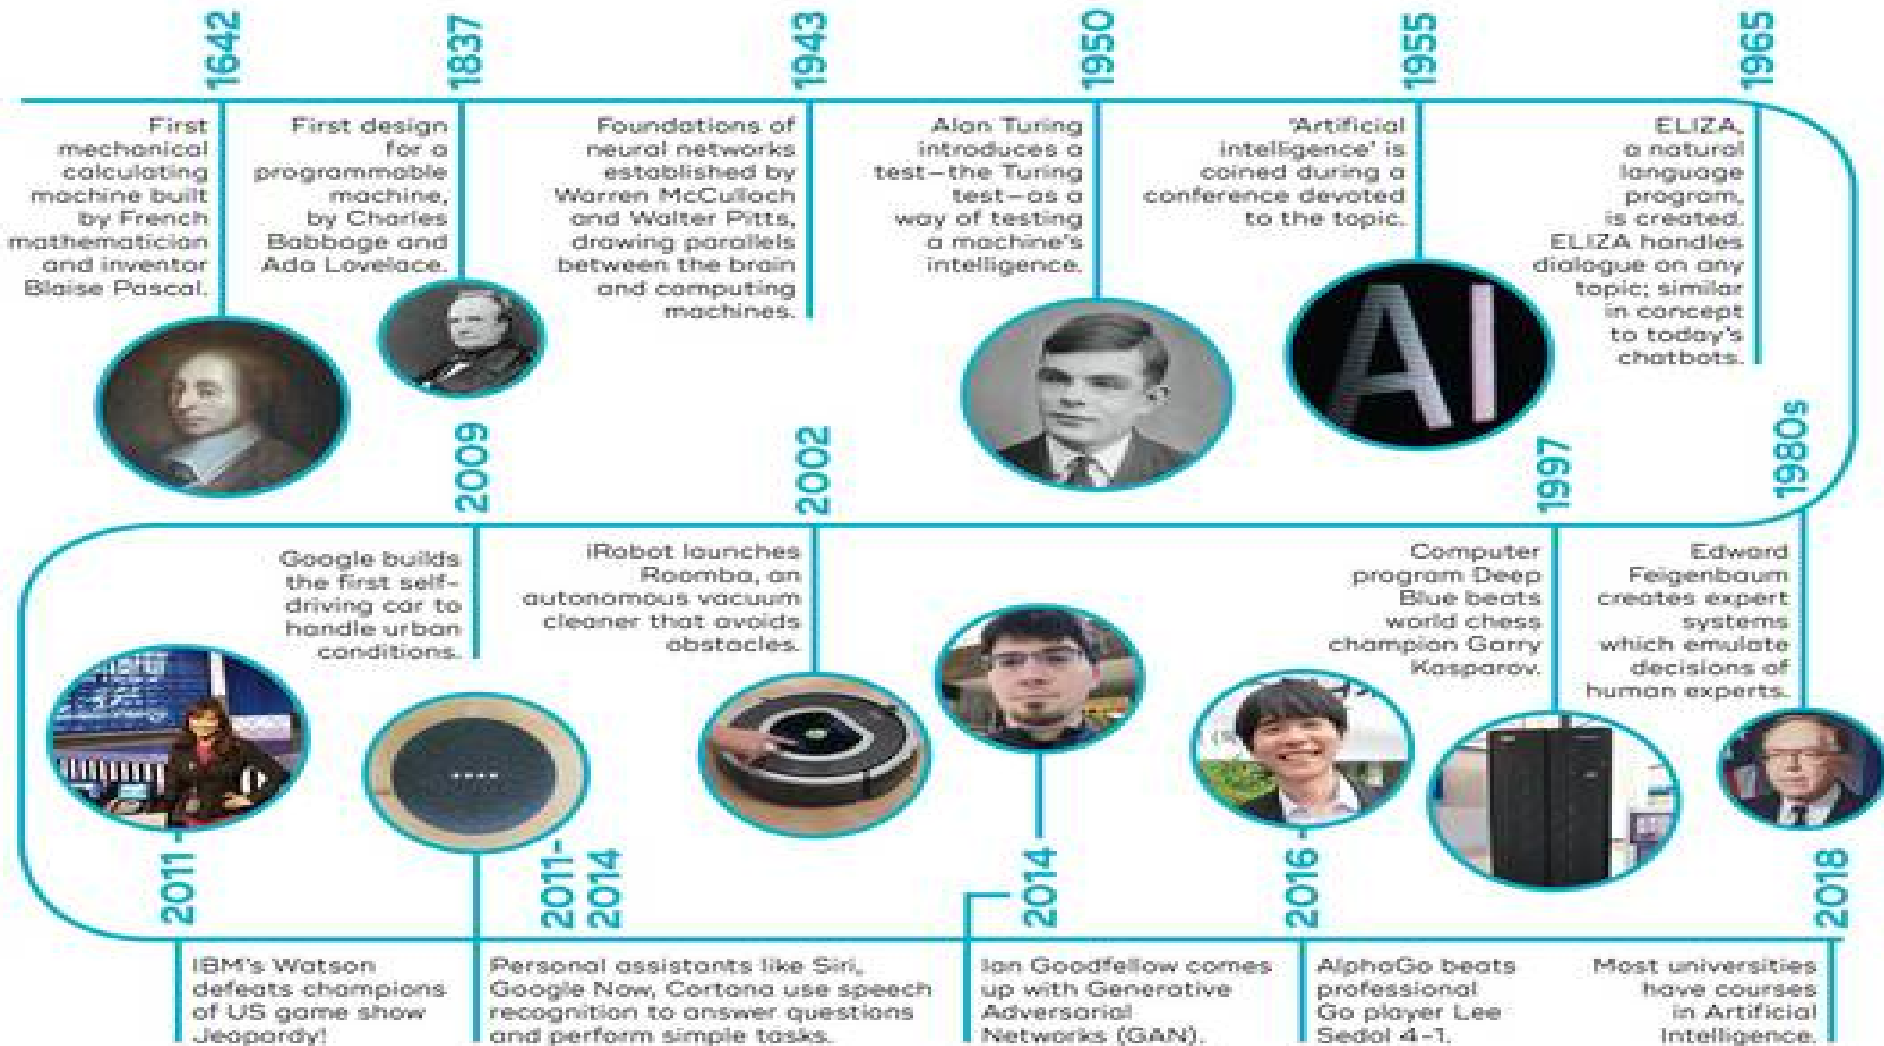 1642
First
mechanical
calculating
machine built
by French
mathematician
and inventor
Blaise Pascal.
1837
First design
for a
programmable
machine,
by Charles
Babbage and
Ada Lovelace.
1943
Foundations of
neural networks
established by
Warren McCulloch
and Walter Pitts,
drawing parallels
between the brain
and computing
machines.
1950
Alan Turing
introduces a
test—the Turing
test—as a
way of testing
a machine's
intelligence.
1955
'Artificial
intelligence' is
coined during a
conference devoted
to the topic.
AI
1965
ELIZA,
a natural
language
program,
is created.
ELIZA handles
dialogue on any
topic; similar
in concept
to today's
chatbots.
1980s
Edward
Feigenbaum
creates expert
systems
which emulate
decisions of
human experts.
1997
Computer
program Deep
Blue beats
world chess
champion Garry
Kasparov.
2002
iRobot launches
Roomba, an
autonomous vacuum
cleaner that avoids
obstacles.
2009
Google builds
the first self-
driving car to
handle urban
conditions.
2011
IBM's Watson
defeats champions
of US game show
Jeopardy!
2011-
2014
Personal assistants like Siri,
Google Now, Cortana use speech
recognition to answer questions
and perform simple tasks.
2014
Ian Goodfellow comes
up with Generative
Adversarial
Networks (GAN).
2016
AlphaGo beats
professional
Go player Lee
Sedol 4-1.
2018
Most universities
have courses
in Artificial
Intelligence.